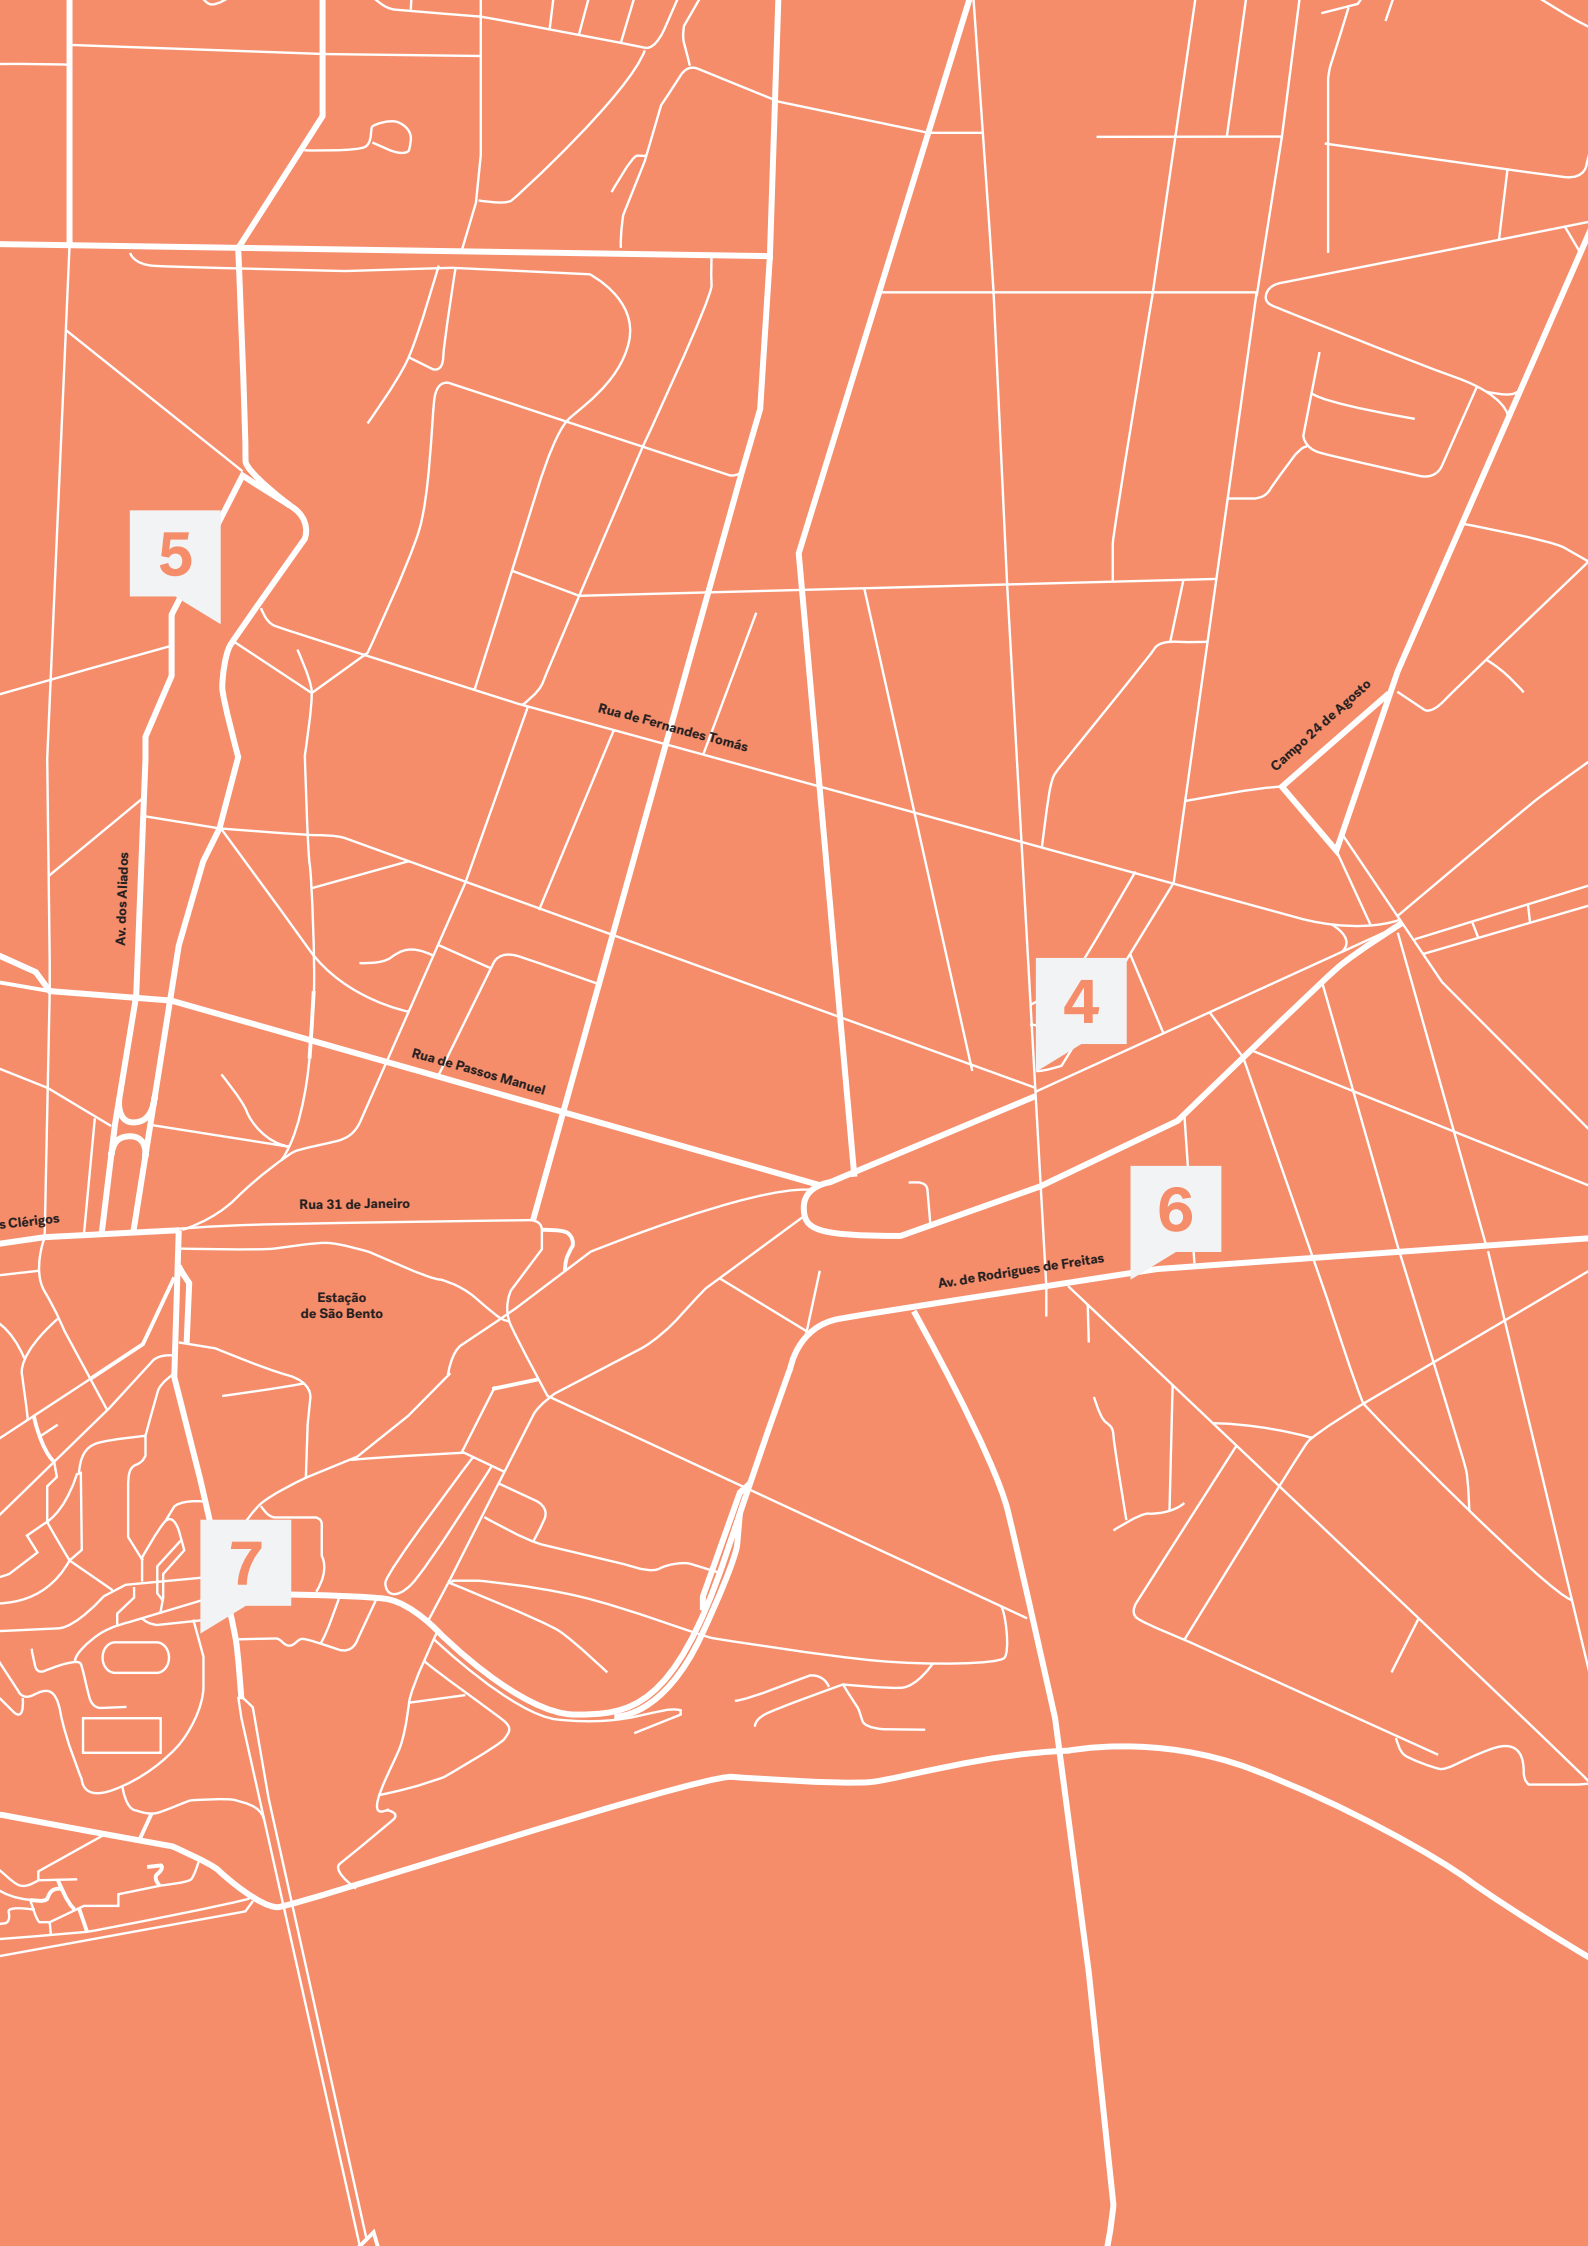 5
Rua de Fernandes Tomás
Campo 24 de Agosto
Av. dos Aliados
4
Rua de Passos Manuel
6
Rua 31 de Janeiro
s Clérigos
Av. de Rodrigues de Freitas
Estação
de São Bento
7